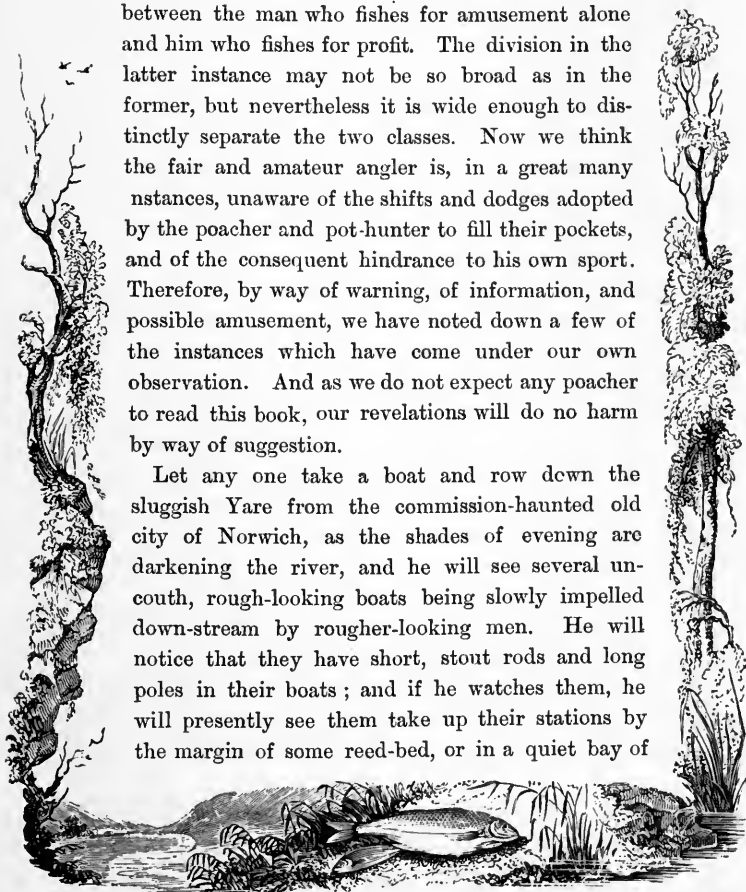 between the man who fishes for amusement alone
and him who fishes for profit. The division in the
latter instance may not be so broad as in the
former, but nevertheless it is wide enough to dis-
tinctly separate the two classes. Now we think
the fair and amateur angler is, in a great many
nstances, unaware of the shifts and dodges adopted
by the poacher and pot-hunter to fill their pockets,
and of the consequent hindrance to his own sport.
Therefore, by way of warning, of information, and
possible amusement, we have noted down a few of
the instances which have come under our own
observation. And as we do not expect any poacher
to read this book, our revelations will do no harm
by way of suggestion.
Let any one take a boat and row down the
sluggish Yare from the commission-haunted old
city of Norwich, as the shades of evening are
darkening the river, and he will see several un-
couth, rough-looking boats being slowly impelled
down-stream by rougher-looking men. He will
notice that they have short, stout rods and long
poles in their boats ; and if he watches them, he
will presently see them take up their stations by
the margin of some reed-bed, or in a quiet bay of